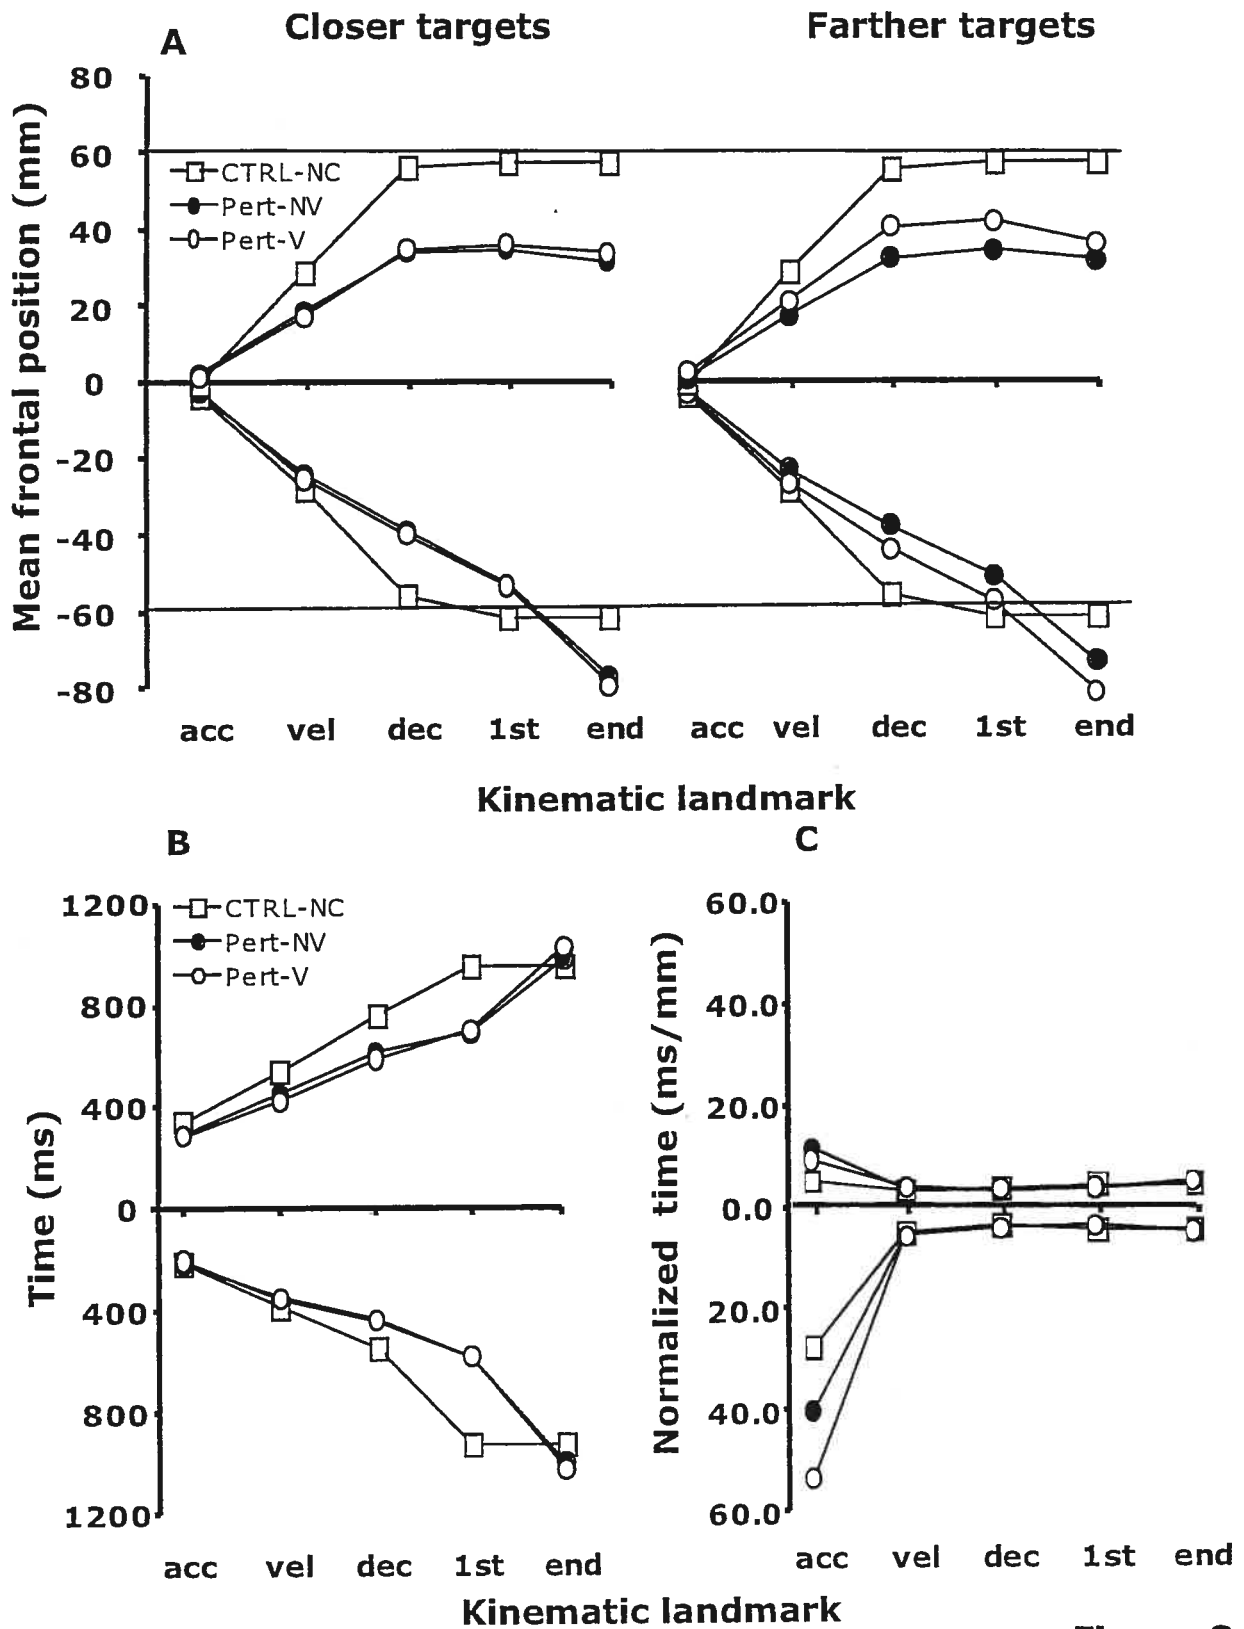 A Closer targets Farther targets
Mean frontal position (mm)
80
60
40
20
0
-20
-40
-60
-80
CTRL-NC
Pert-NV
Pert-V
acc vel dec 1st end acc vel dec 1st end
Kinematic landmark
B
Time (ms)
1200
800
400
0
400
800
1200
CTRL-NC
Pert-NV
Pert-V
acc vel dec 1st end
Kinematic landmark
C
Normalized time (ms/mm)
60.0
40.0
20.0
0.0
20.0
40.0
60.0
acc vel dec 1st end